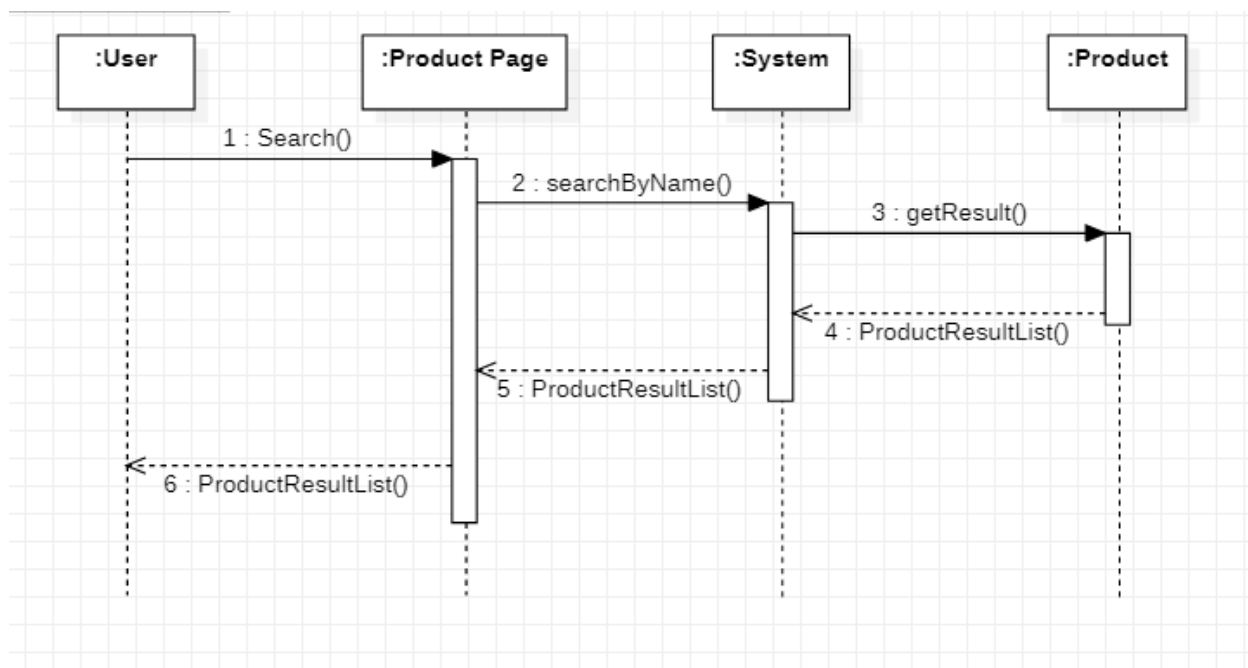 :User
:Product Page
:System
:Product
1 : Search()
2 : searchByName()
3 : getResult()
4 : ProductResultList()
5 : ProductResultList()
6 : ProductResultList()